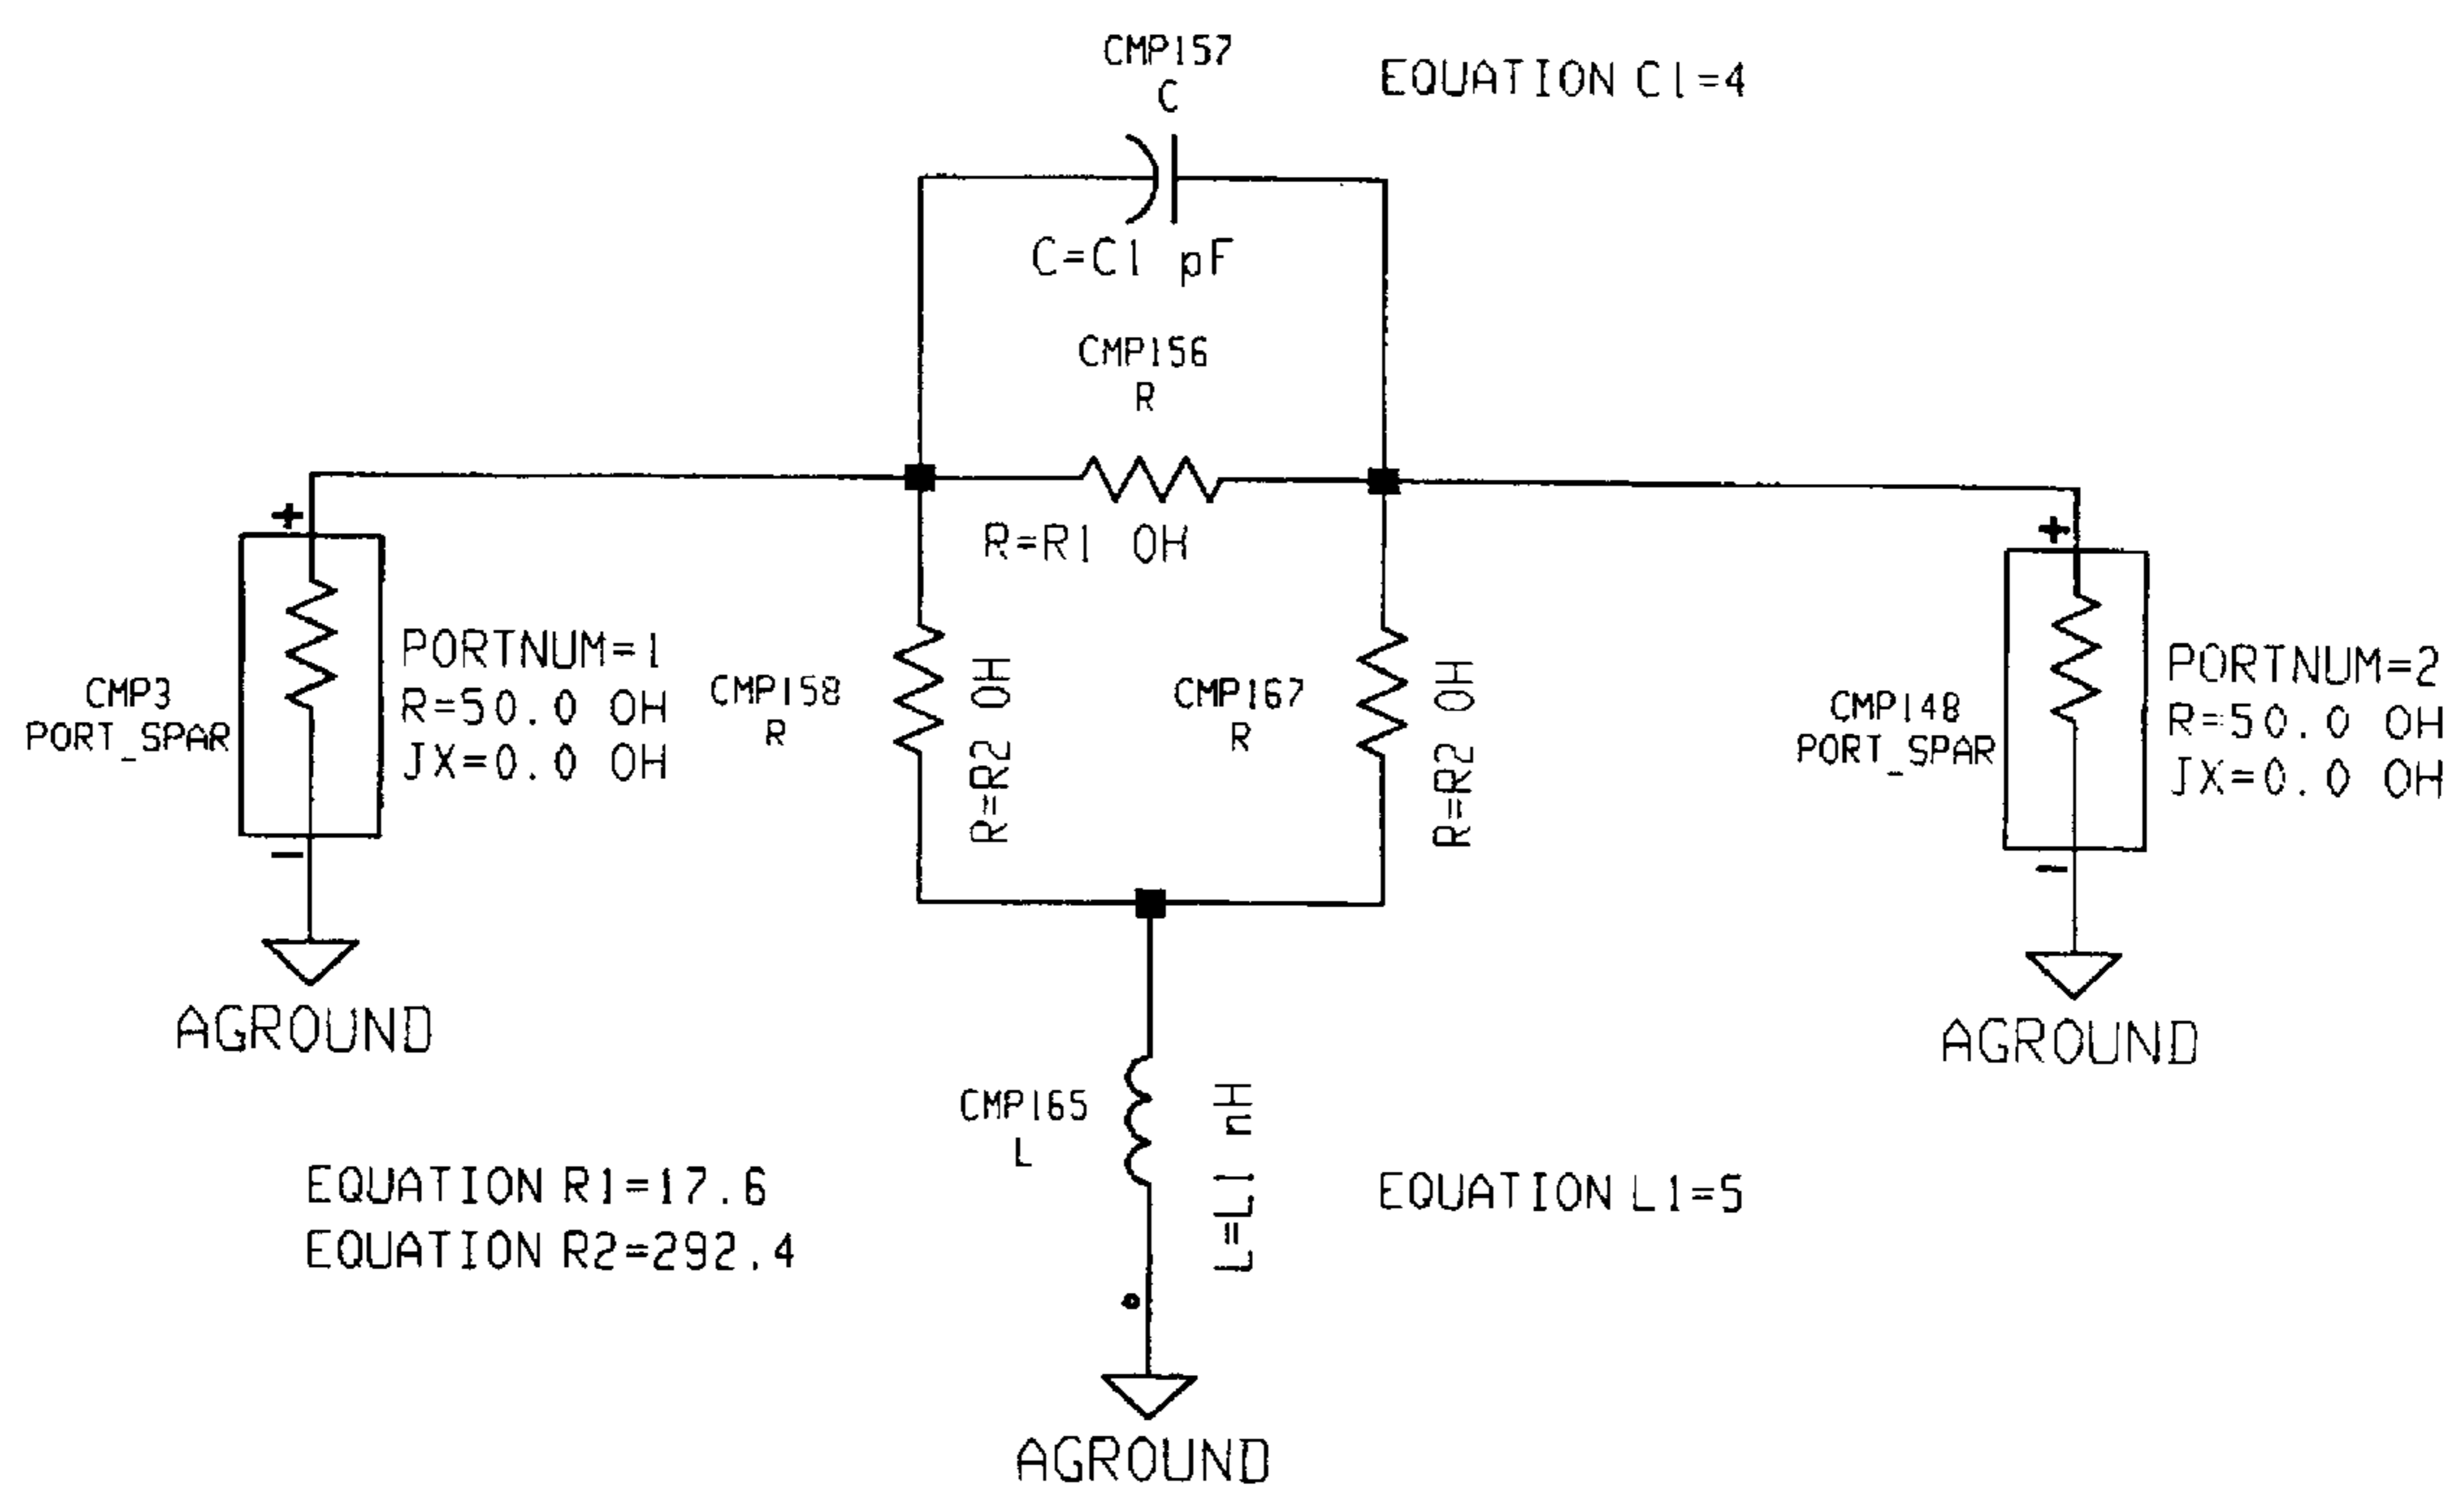 CMP157
C
EQUATION C1=4
C=C1 pF
CMP156
R
R=R1 OH
+
+
CMP3
PORT_SPAR
PORTNUM=1
R=50.0 OH
JX=0.0 OH
CMP158
R
R=R2 OH
CMP167
R
R=R2 OH
CMP148
PORT_SPAR
PORTNUM=2
R=50.0 OH
JX=0.0 OH
-
-
AGROUND
AGROUND
CMP165
L
L=L1 nH
EQUATION R1=17.6
EQUATION R2=292.4
EQUATION L1=5
AGROUND